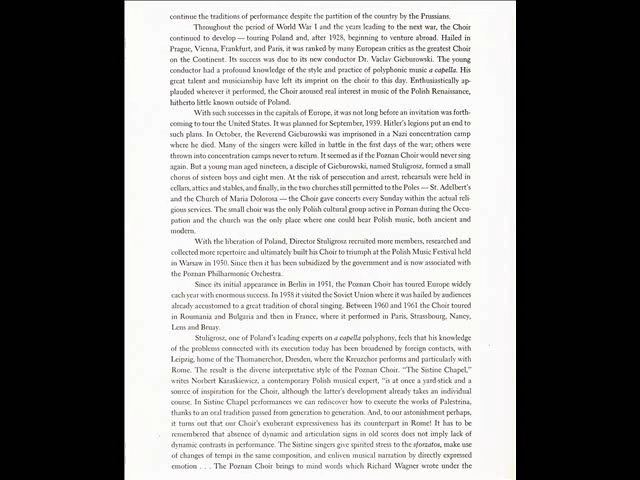 continue the traditions of performance despite the partition of the country by the Prussians.
Throughout the period of World War I and the years leading to the next war, the Choir
continued to develop — touring Poland and, after 1928, beginning to venture abroad. Hailed in
Prague, Vienna, Frankfurt, and Paris, it was ranked by many European critics as the greatest Choir
on the Continent. Its success was due to its new conductor Dr. Vaclav Gieburowski. The young
conductor had a profound knowledge of the style and practice of polyphonic music a capella. His
great talent and musicianship have left its imprint on the choir to this day. Enthusiastically ap-
plauded wherever it performed, the Choir aroused real interest in music of the Polish Renaissance,
hitherto little known outside of Poland.
With such successes in the capitals of Europe, it was not long before an invitation was forth-
coming to tour the United States. It was planned for September, 1939. Hitler's legions put an end to
such plans. In October, the Reverend Gieburowski was imprisoned in a Nazi concentration camp
where he died. Many of the singers were killed in battle in the first days of the war; others were
thrown into concentration camps never to return. It seemed as if the Poznan Choir would never sing
again. But a young man aged nineteen, a disciple of Gieburowski, named Stuligrosz, formed a small
chorus of sixteen boys and eight men. At the risk of persecution and arrest, rehearsals were held in
cellars, attics and stables, and finally, in the two churches still permitted to the Poles — St. Adelbert's
and the Church of Maria Dolorosa — the Choir gave concerts every Sunday within the actual reli-
gious services. The small choir was the only Polish cultural group active in Poznan during the Occu-
pation and the church was the only place where one could hear Polish music, both ancient and
modern.
With the liberation of Poland, Director Stuligrosz recruited more members, researched and
collected more repertoire and ultimately built his Choir to triumph at the Polish Music Festival held
in Warsaw in 1950. Since then it has been subsidized by the government and is now associated with
the Poznan Philharmonic Orchestra.
Since its initial appearance in Berlin in 1951, the Poznan Choir has toured Europe widely
each year with enormous success. In 1958 it visited the Soviet Union where it was hailed by audiences
already accustomed to a great tradition of choral singing. Between 1960 and 1961 the Choir toured
in Roumania and Bulgaria and then in France, where it performed in Paris, Strassbourg, Nancy,
Lens and Bruay.
Stuligrosz, one of Poland's leading experts on a capella polyphony, feels that his knowledge
of the problems connected with its execution today has been broadened by foreign contacts, with
Leipzig, home of the Thomanerchor, Dresden, where the Kreuzchor performs and particularly with
Rome. The result is the diverse interpretative style of the Poznan Choir. "The Sistine Chapel,"
writes Norbert Karaskiewicz, a contemporary Polish musical expert, "is at once a yard-stick and a
source of inspiration for the Choir, although the latter's development already takes an individual
course. In Sistine Chapel performances we can rediscover how to execute the works of Palestrina,
thanks to an oral tradition passed from generation to generation. And, to our astonishment perhaps,
it turns out that our Choir's exuberant expressiveness has its counterpart in Rome! It has to be
remembered that absence of dynamic and articulation signs in old scores does not imply lack of
dynamic contrasts in performance. The Sistine singers give spirited stress to the sforzatos, make use
of changes of tempi in the same composition, and enliven musical narration by directly expressed
emotion . . . The Poznan Choir brings to mind words which Richard Wagner wrote under the